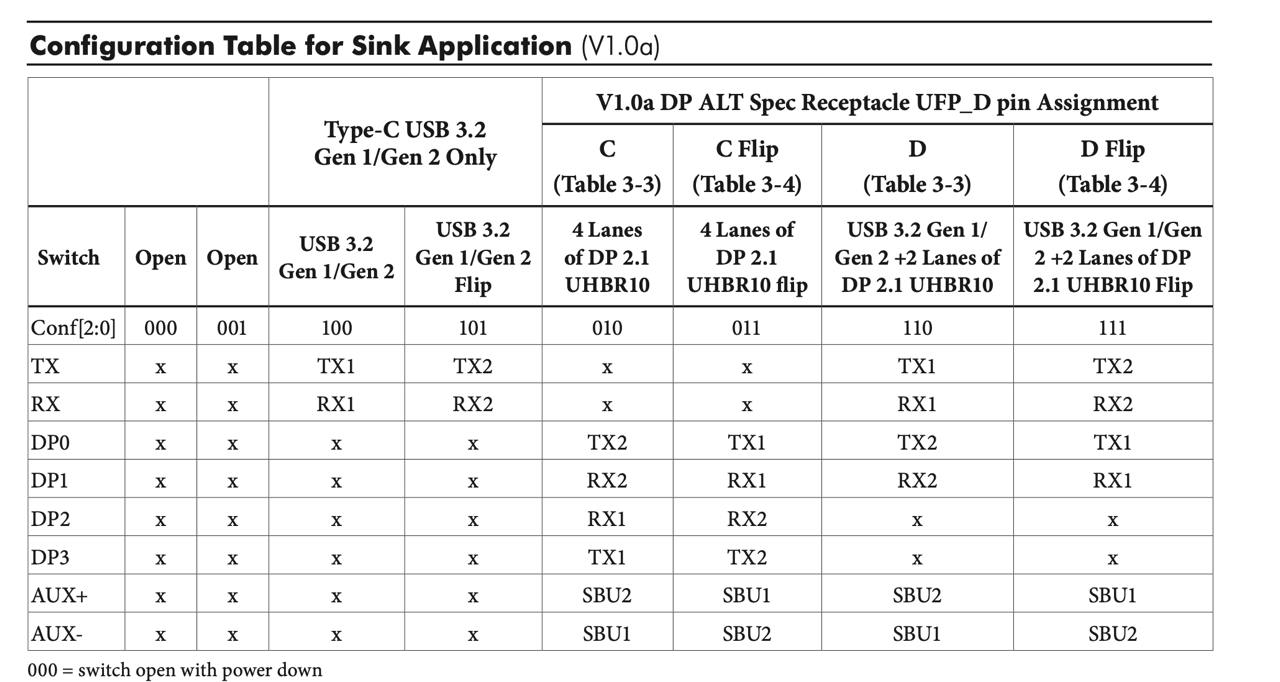 Configuration Table for Sink Application (V1.0a)
Type-C USB 3.2
Gen 1/Gen 2 Only
V1.0a DP ALT Spec Receptacle UFP_D pin Assignment
C
(Table 3-3)
C Flip
(Table 3-4)
D
(Table 3-3)
D Flip
(Table 3-4)
Switch
Open
Open
USB 3.2
Gen 1/Gen 2
USB 3.2
Gen 1/Gen 2
Flip
4 Lanes
of DP 2.1
UHBR10
4 Lanes of
DP 2.1
UHBR10 flip
USB 3.2 Gen 1/
Gen 2 +2 Lanes of
DP 2.1 UHBR10
USB 3.2 Gen 1/Gen
2 +2 Lanes of DP
2.1 UHBR10 Flip
Conf[2:0] 000 001 100 101 010 011 110 111
TX x x TX1 TX2 x x TX1 TX2
RX x x RX1 RX2 x x RX1 RX2
DP0 x x x x TX2 TX1 TX2 TX1
DP1 x x x x RX2 RX1 RX2 RX1
DP2 x x x x RX1 RX2 x x
DP3 x x x x TX1 TX2 x x
AUX+ x x x x SBU2 SBU1 SBU2 SBU1
AUX- x x x x SBU1 SBU2 SBU1 SBU2
000 = switch open with power down